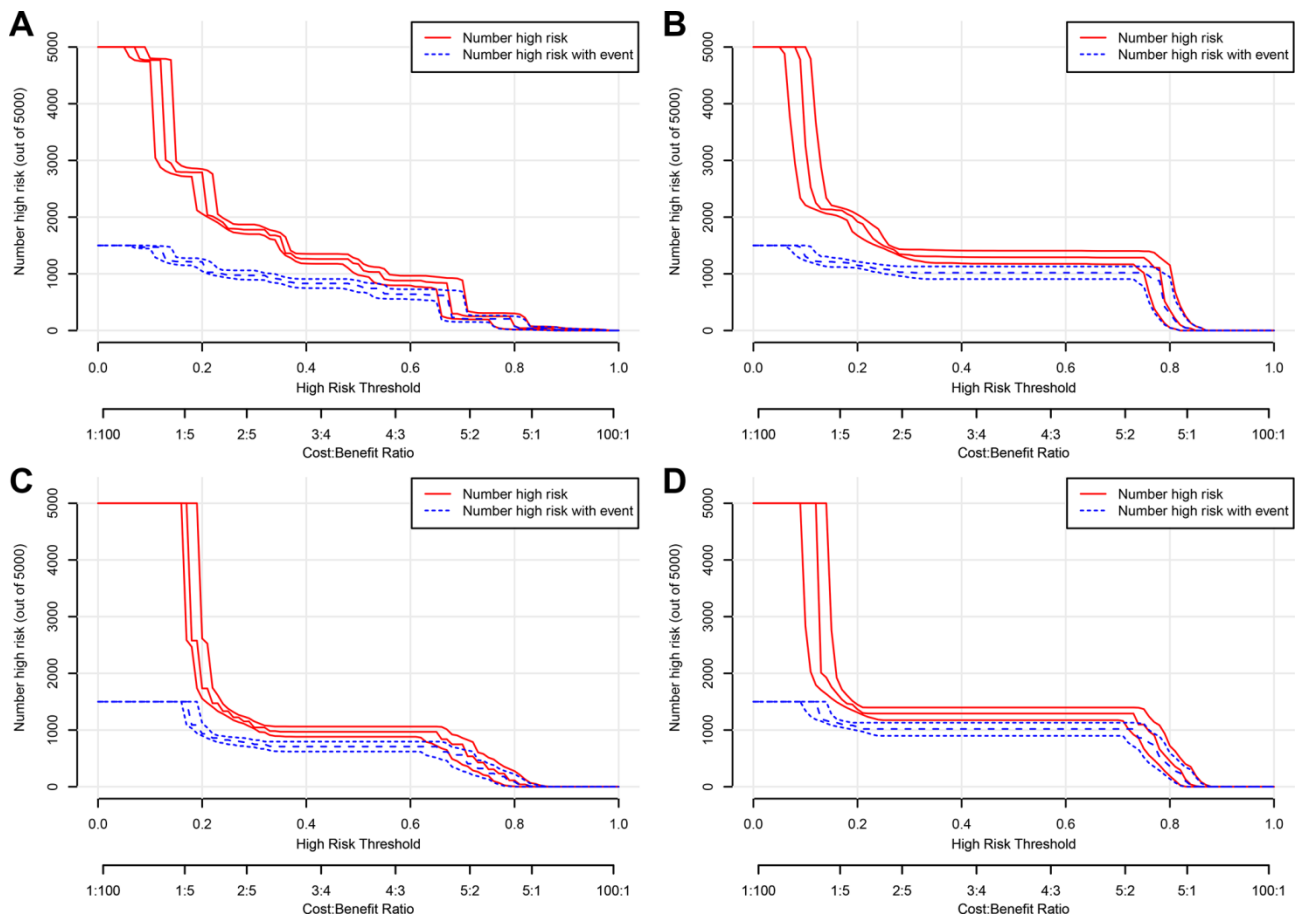 A
Number high risk (out of 5000)
5000
4000
3000
2000
1000
0
Number high risk
Number high risk with event
0.0 0.2 0.4 0.6 0.8 1.0
High Risk Threshold
1:100 1:5 2:5 3:4 4:3 5:2 5:1 100:1
Cost:Benefit Ratio
B
Number high risk (out of 5000)
5000
4000
3000
2000
1000
0
Number high risk
Number high risk with event
0.0 0.2 0.4 0.6 0.8 1.0
High Risk Threshold
1:100 1:5 2:5 3:4 4:3 5:2 5:1 100:1
Cost:Benefit Ratio
C
Number high risk (out of 5000)
5000
4000
3000
2000
1000
0
Number high risk
Number high risk with event
0.0 0.2 0.4 0.6 0.8 1.0
High Risk Threshold
1:100 1:5 2:5 3:4 4:3 5:2 5:1 100:1
Cost:Benefit Ratio
D
Number high risk (out of 5000)
5000
4000
3000
2000
1000
0
Number high risk
Number high risk with event
0.0 0.2 0.4 0.6 0.8 1.0
High Risk Threshold
1:100 1:5 2:5 3:4 4:3 5:2 5:1 100:1
Cost:Benefit Ratio